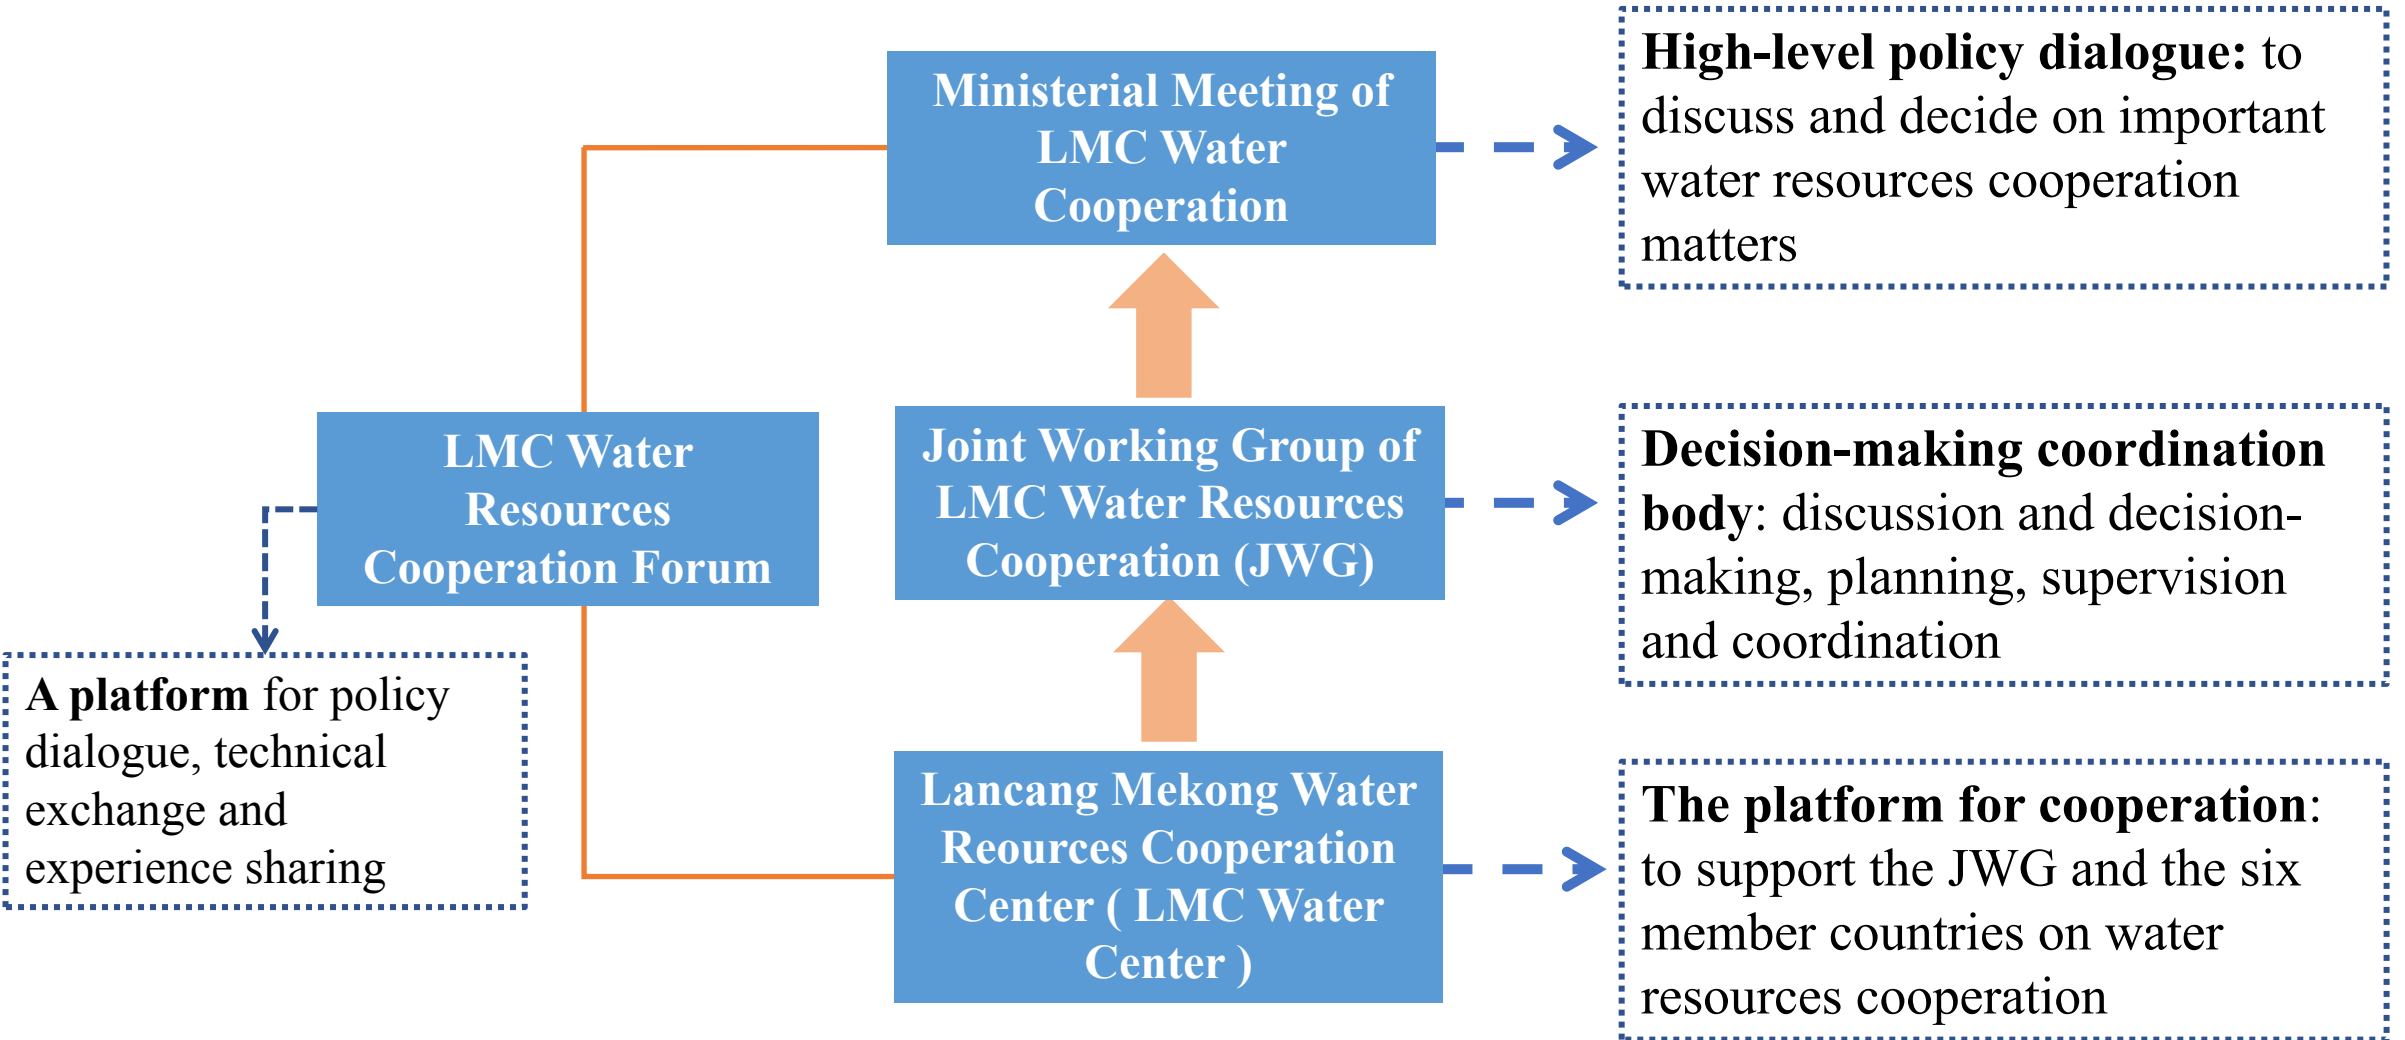 Ministerial Meeting of
LMC Water
Cooperation
High-level policy dialogue: to
discuss and decide on important
water resources cooperation
matters
LMC Water
Resources
Cooperation Forum
Joint Working Group of
LMC Water Resources
Cooperation (JWG)
Decision-making coordination
body: discussion and decision-
making, planning, supervision
and coordination
A platform for policy
dialogue, technical
exchange and
experience sharing
Lancang Mekong Water
Reources Cooperation
Center ( LMC Water
Center )
The platform for cooperation:
to support the JWG and the six
member countries on water
resources cooperation